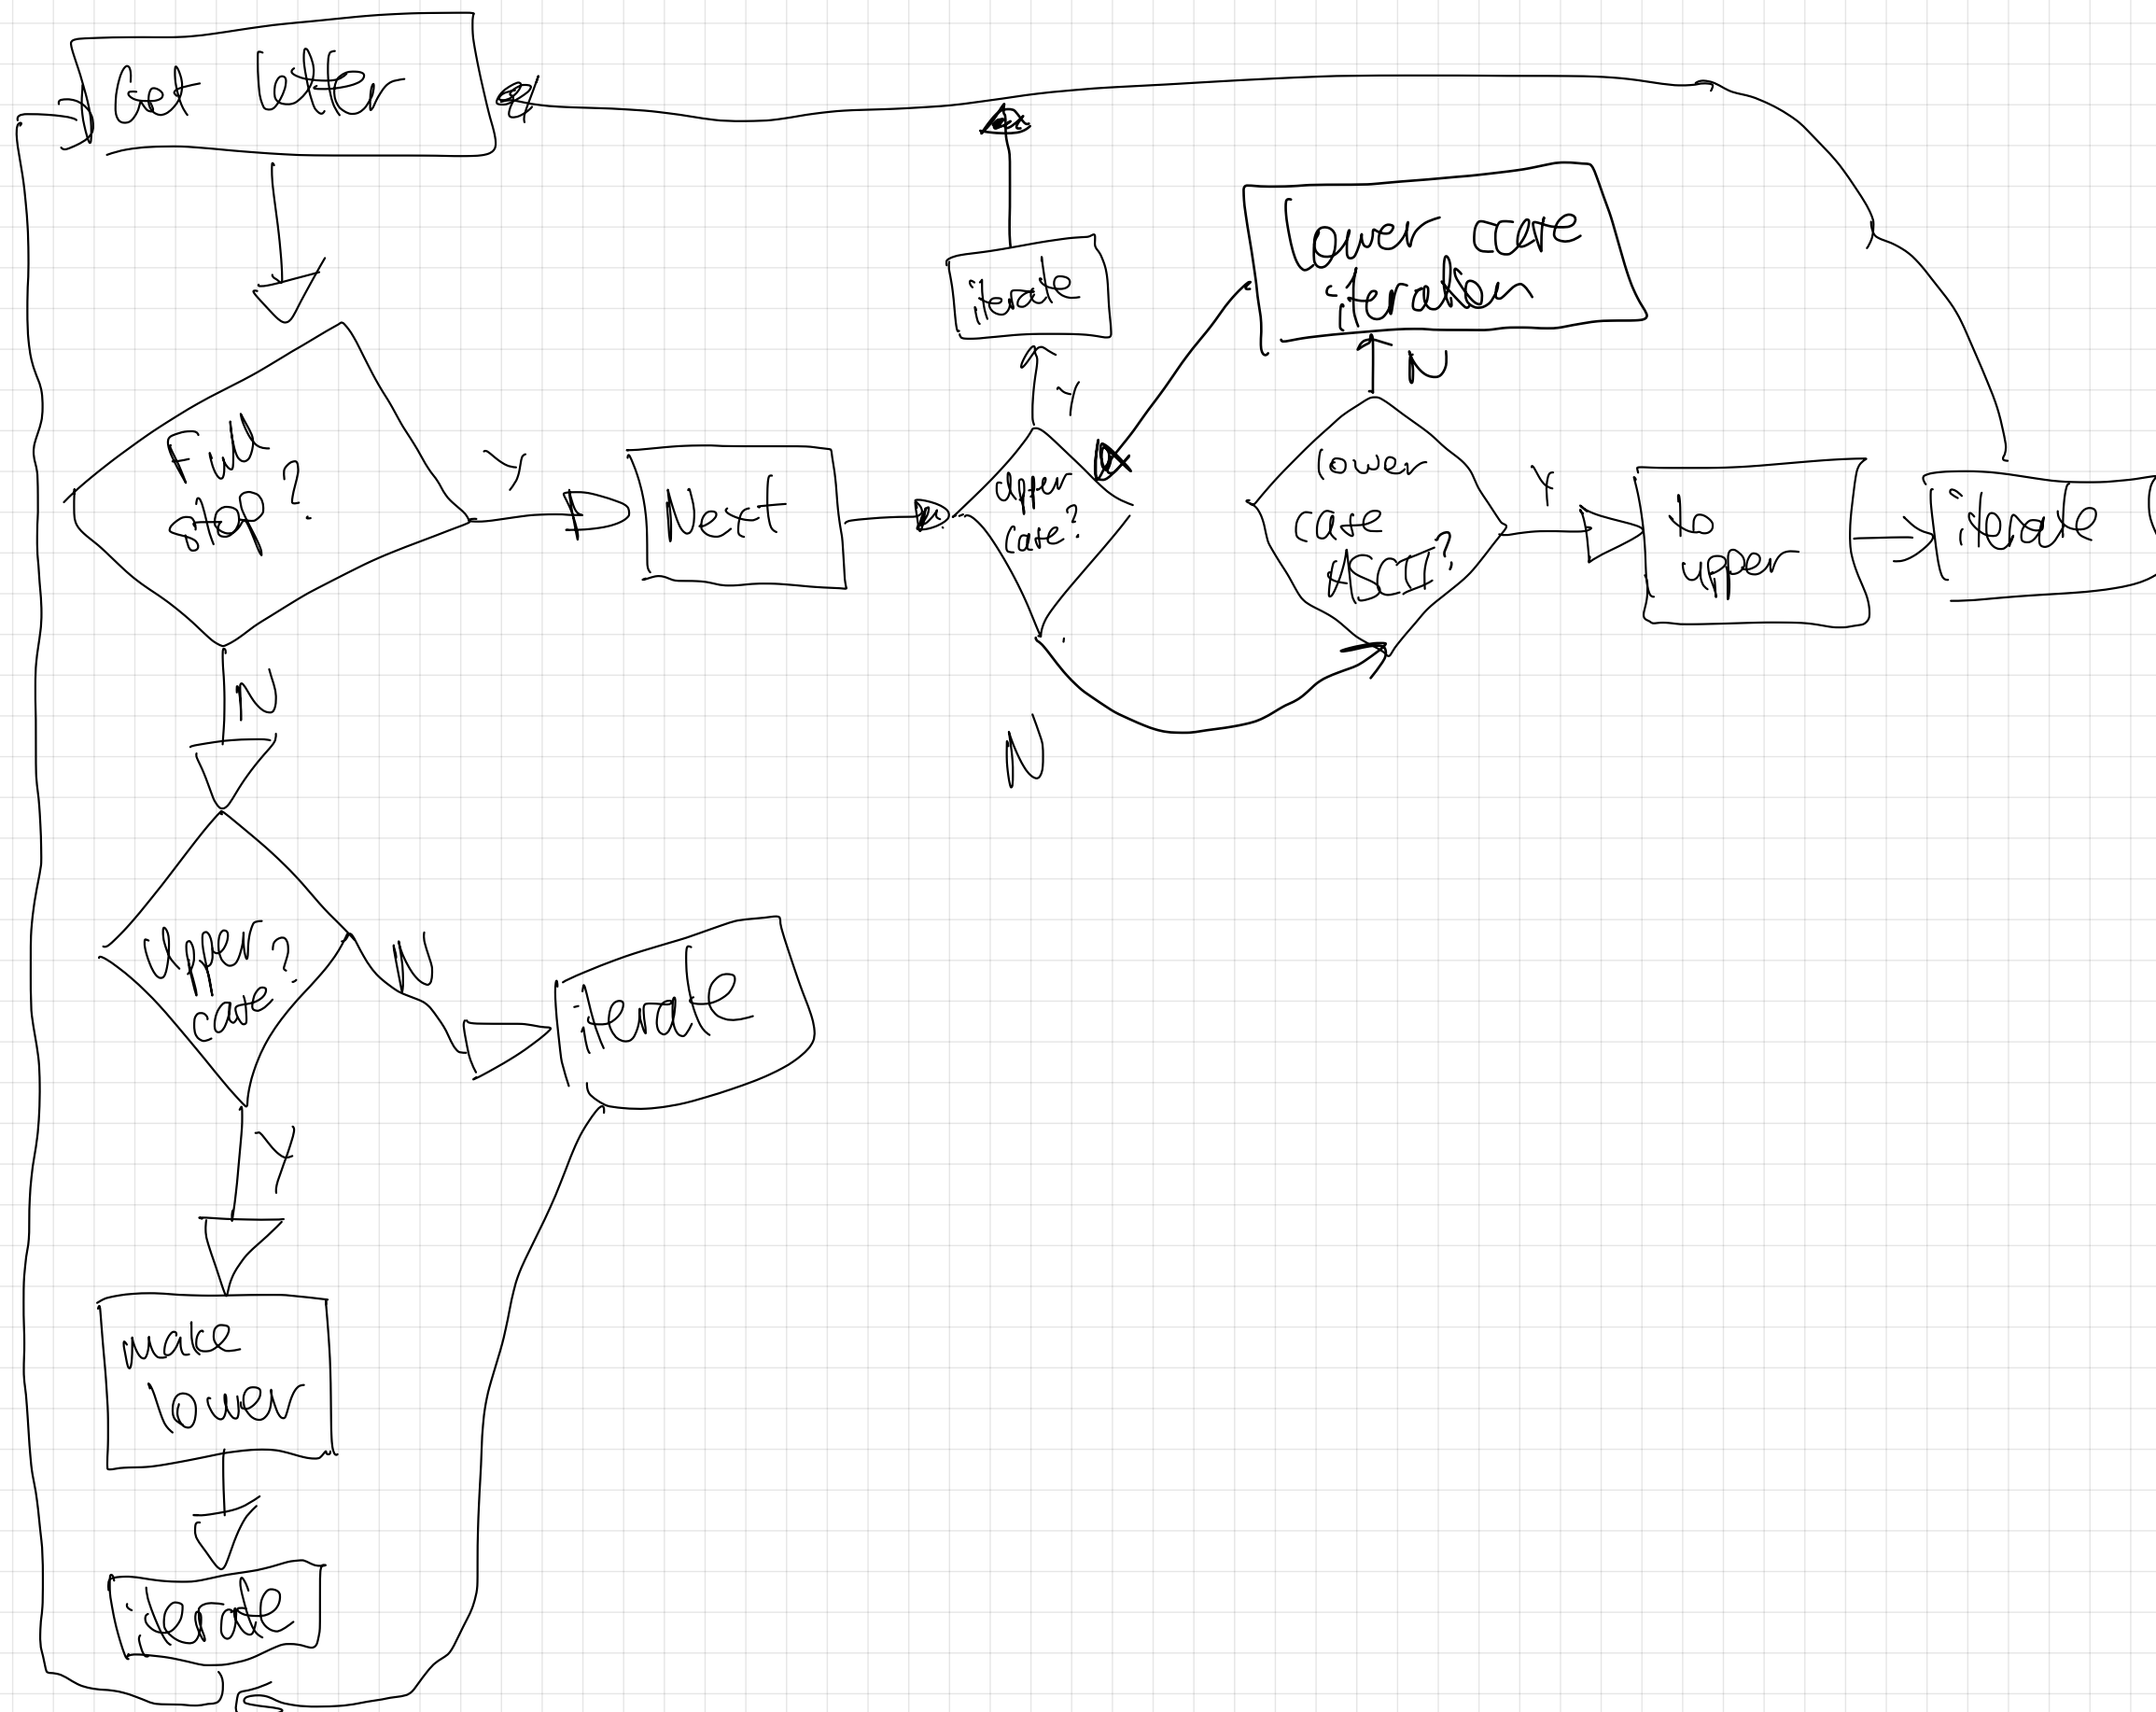 Get letter
iterate
lower case
iteration
N
Y
Full
stop?
Y
Next
upper
case?
lower
case
ASCII?
Y
to
upper
iterate
N
N
upper?
case
N
iterate
Y
make
lower
iterate